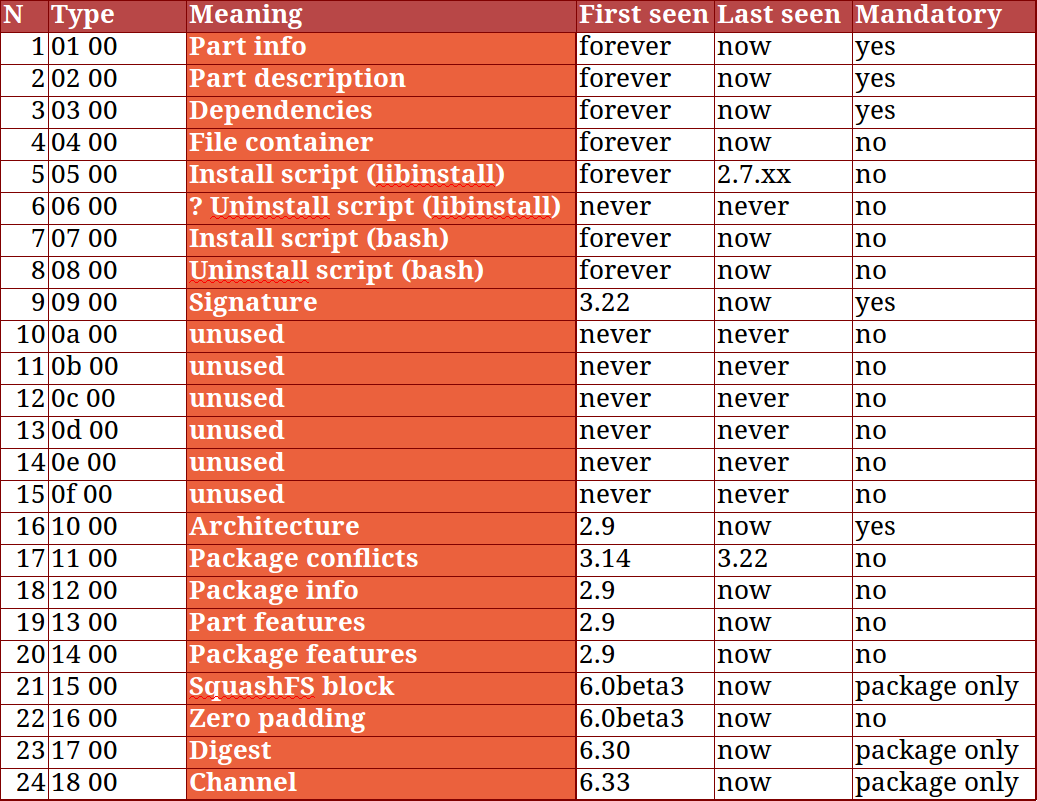 N Type Meaning First seen Last seen Mandatory
1 01 00 Part info forever now yes
2 02 00 Part description forever now yes
3 03 00 Dependencies forever now yes
4 04 00 File container forever now no
5 05 00 Install script (libinstall) forever 2.7.xx no
6 06 00 ? Uninstall script (libinstall) never never no
7 07 00 Install script (bash) forever now no
8 08 00 Uninstall script (bash) forever now no
9 09 00 Signature 3.22 now yes
10 0a 00 unused never never no
11 0b 00 unused never never no
12 0c 00 unused never never no
13 0d 00 unused never never no
14 0e 00 unused never never no
15 0f 00 unused never never no
16 10 00 Architecture 2.9 now yes
17 11 00 Package conflicts 3.14 3.22 no
18 12 00 Package info 2.9 now no
19 13 00 Part features 2.9 now no
20 14 00 Package features 2.9 now no
21 15 00 SquashFS block 6.0beta3 now package only
22 16 00 Zero padding 6.0beta3 now no
23 17 00 Digest 6.30 now package only
24 18 00 Channel 6.33 now package only